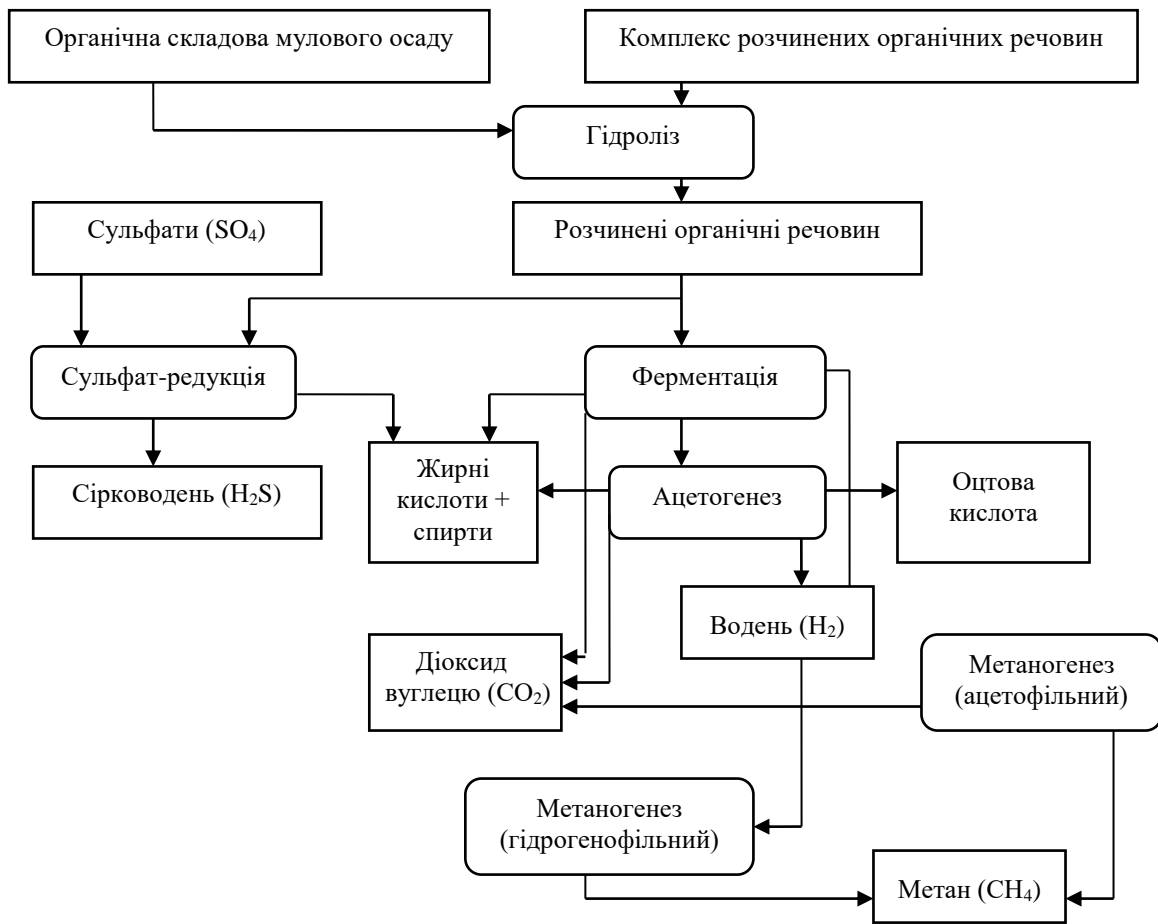 Органічна складова мулового осаду
Комплекс розчинених органічних речовин
Гідроліз
Сульфати (SO₄)
Розчинені органічні речовин
Сульфат-редукція
Ферментація
Сірководень (H₂S)
Жирні
кислоти +
спирти
Ацетогенез
Оцтова
кислота
Водень (H₂)
Діоксид
вуглецю (CO₂)
Метаногенез
(ацетофільний)
Метаногенез
(гідрогенофільний)
Метан (CH₄)